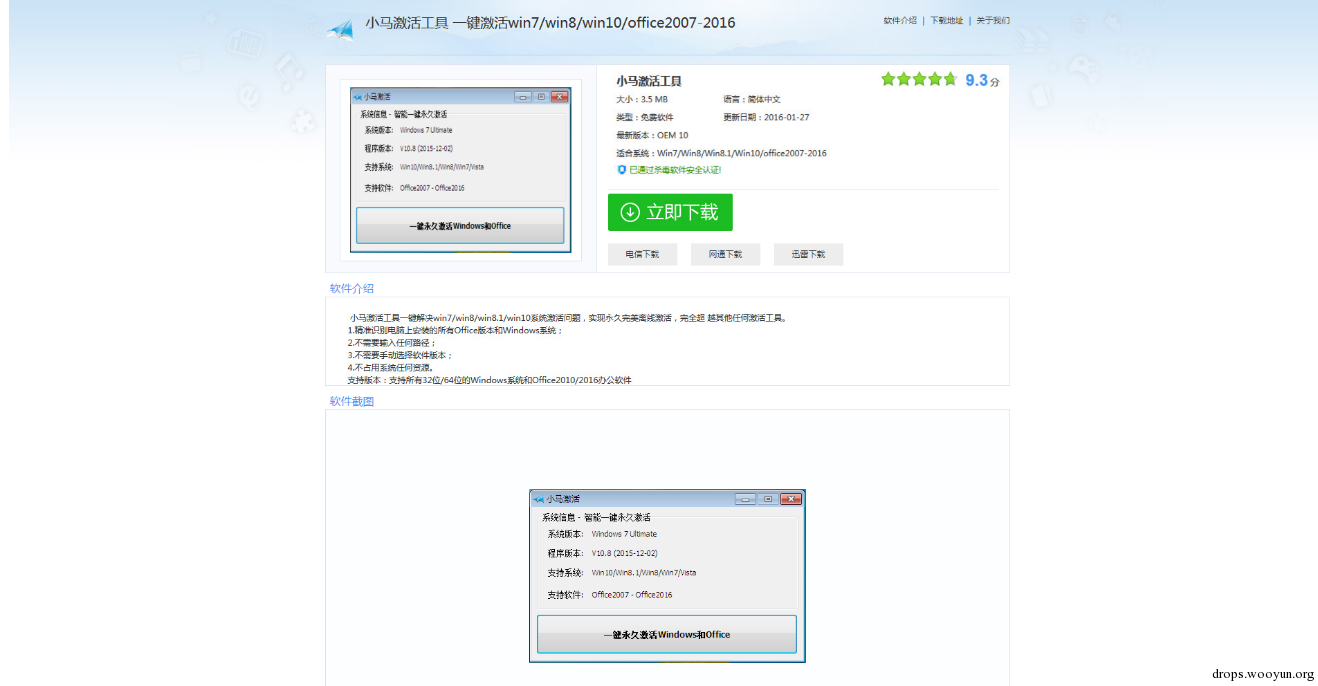 小马激活工具 一键激活win7/win8/win10/office2007-2016
软件介绍 | 下载地址 | 关于我们
小马激活
系统信息 - 智能一键永久激活
系统版本: Windows 7 Ultimate
程序版本: V10.8 (2015-12-02)
支持系统: Win10/Win8.1/Win8/Win7/Vista
支持软件: Office2007 - Office2016
一键永久激活Windows和Office
小马激活工具
9.3分
大小：3.5 MB 语言：简体中文
类型：免费软件 更新日期：2016-01-27
最新版本：OEM 10
适合系统：Win7/Win8/Win8.1/Win10/office2007-2016
已通过杀毒软件安全认证!
立即下载
电信下载 网通下载 迅雷下载
软件介绍
小马激活工具一键解决win7/win8/win8.1/win10系统激活问题，实现永久完美离线激活，完全超 越其他任何激活工具。
1.精准识别电脑上安装的所有Office版本和Windows系统；
2.不需要输入任何路径；
3.不需要手动选择软件版本；
4.不占用系统任何资源。
支持版本：支持所有32位/64位的Windows系统和Office2010/2016办公软件
软件截图
小马激活
系统信息 - 智能一键永久激活
系统版本: Windows 7 Ultimate
程序版本: V10.8 (2015-12-02)
支持系统: Win10/Win8.1/Win8/Win7/Vista
支持软件: Office2007 - Office2016
一键永久激活Windows和Office
drops.wooyun.org